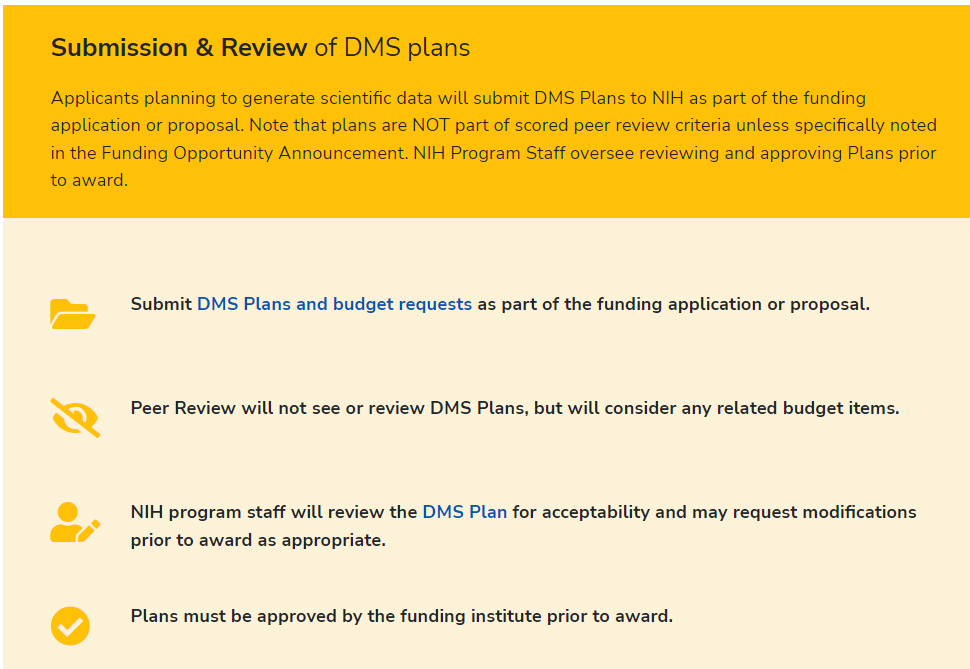 Submission & Review of DMS plans
Applicants planning to generate scientific data will submit DMS Plans to NIH as part of the funding
application or proposal. Note that plans are NOT part of scored peer review criteria unless specifically noted
in the Funding Opportunity Announcement. NIH Program Staff oversee reviewing and approving Plans prior
to award.
Submit DMS Plans and budget requests as part of the funding application or proposal.
Peer Review will not see or review DMS Plans, but will consider any related budget items.
NIH program staff will review the DMS Plan for acceptability and may request modifications
prior to award as appropriate.
Plans must be approved by the funding institute prior to award.